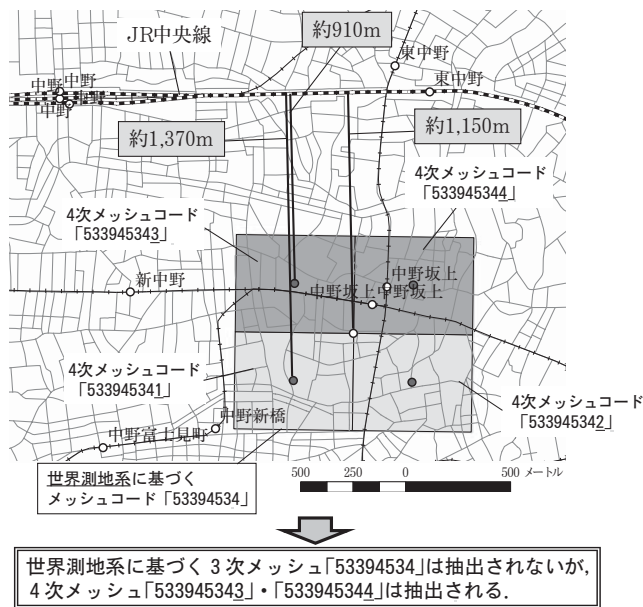 約910m
JR中央線
東中野
中野
中野
中野
東中野
約1,370m
約1,150m
4次メッシュコード
「533945344」
4次メッシュコード
「533945343」
新中野
中野坂上
中野坂上中野坂上
4次メッシュコード
「533945341」
4次メッシュコード
「533945342」
中野新橋
中野富士見町
世界測地系に基づく
メッシュコード「53394534」
500 250 0 500 メートル
世界測地系に基づく3次メッシュ「53394534」は抽出されないが,
4次メッシュ「533945343」・「533945344」は抽出される.